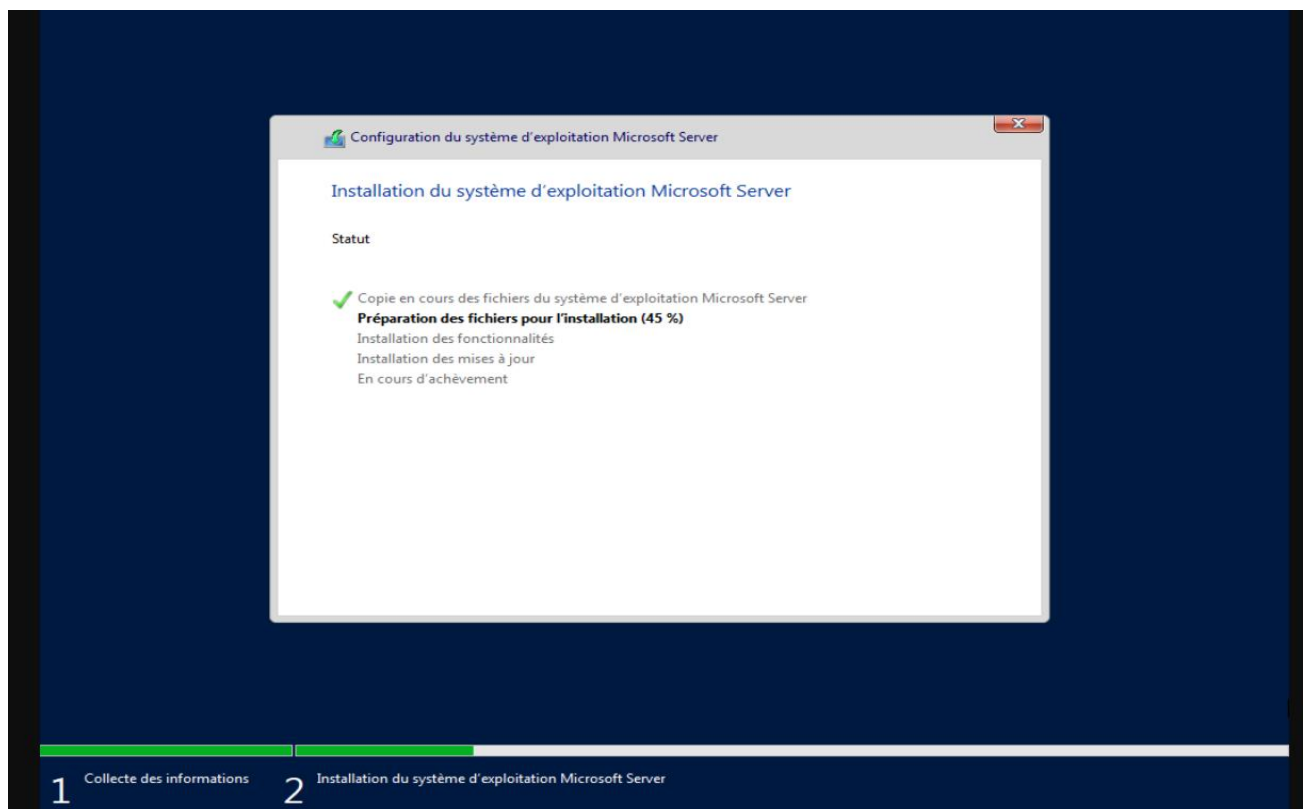 Configuration du système d'exploitation Microsoft Server
Installation du système d'exploitation Microsoft Server
Statut
Copie en cours des fichiers du système d'exploitation Microsoft Server
Préparation des fichiers pour l'installation (45 %)
Installation des fonctionnalités
Installation des mises à jour
En cours d'achèvement
1 Collecte des informations 2 Installation du système d'exploitation Microsoft Server